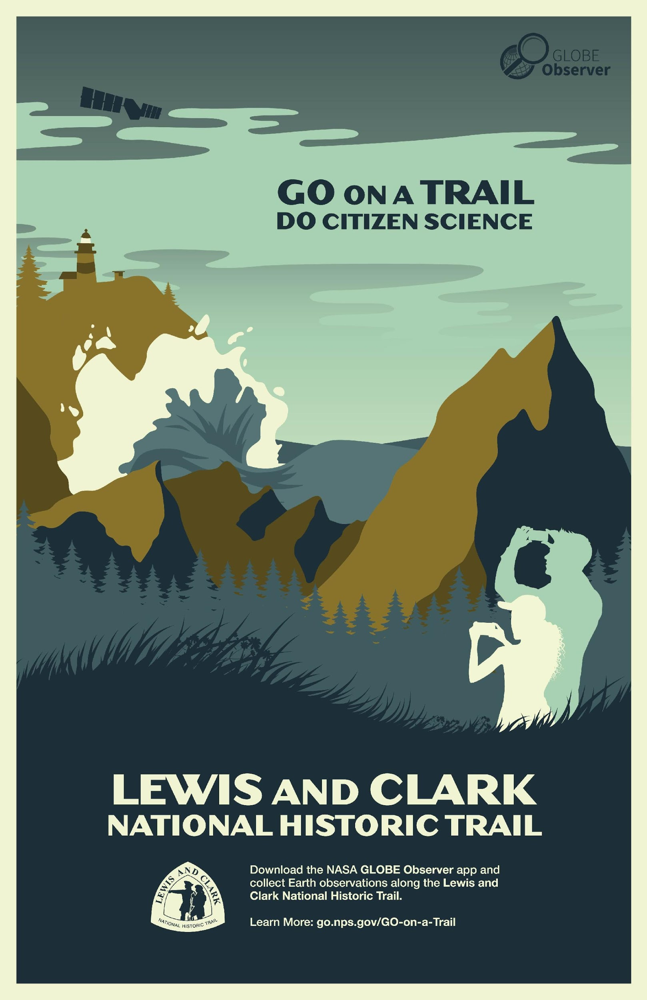 GLOBE
Observer
GO ON A TRAIL
DO CITIZEN SCIENCE
LEWIS AND CLARK
NATIONAL HISTORIC TRAIL
LEWIS AND CLARK
NATIONAL HISTORIC TRAIL
Download the NASA GLOBE Observer app and
collect Earth observations along the Lewis and
Clark National Historic Trail.
Learn More: go.nps.gov/GO-on-a-Trail